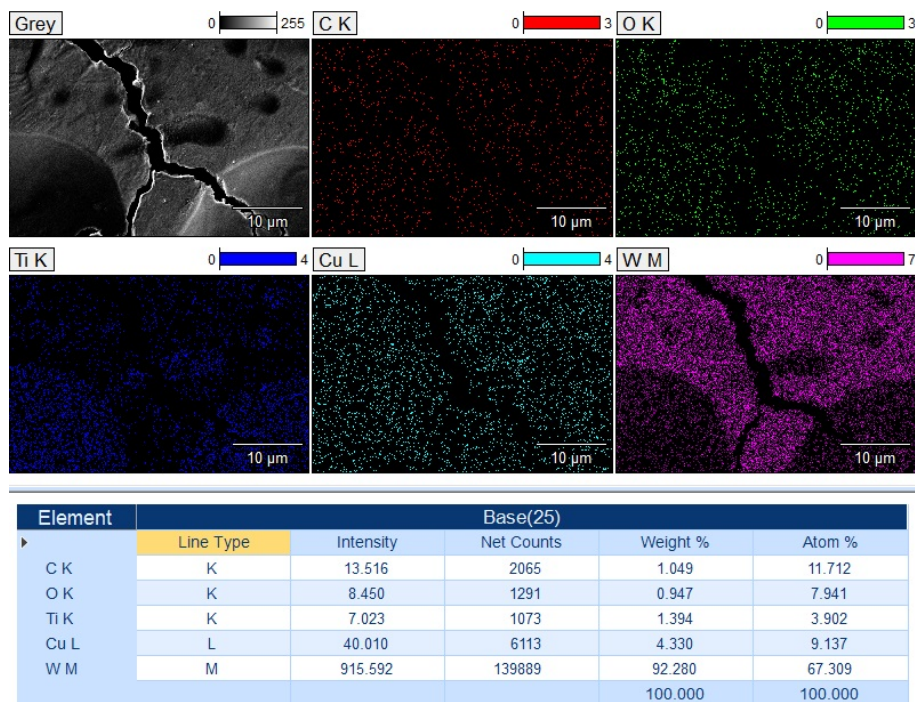 Grey 0 255 C K 0 3 O K 0 3
10 µm 10 µm 10 µm
Ti K 0 4 Cu L 0 4 W M 0 7
10 µm 10 µm 10 µm
Element Base(25)
Line Type Intensity Net Counts Weight % Atom %
C K K 13.516 2065 1.049 11.712
O K K 8.450 1291 0.947 7.941
Ti K K 7.023 1073 1.394 3.902
Cu L L 40.010 6113 4.330 9.137
W M M 915.592 139889 92.280 67.309
100.000 100.000